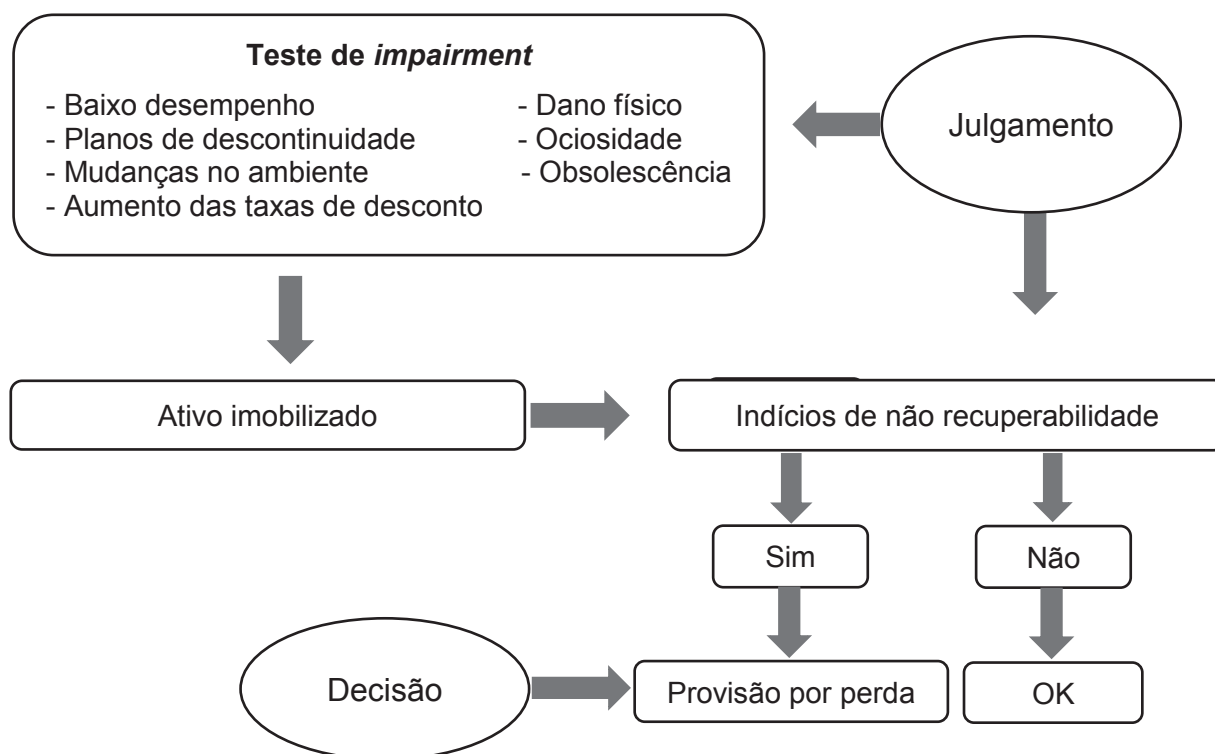 Teste de impairment
- Baixo desempenho
- Planos de descontinuidade
- Mudanças no ambiente
- Aumento das taxas de desconto
- Dano físico
- Ociosidade
- Obsolescência
Julgamento
Ativo imobilizado
Indícios de não recuperabilidade
Sim
Não
Decisão
Provisão por perda
OK